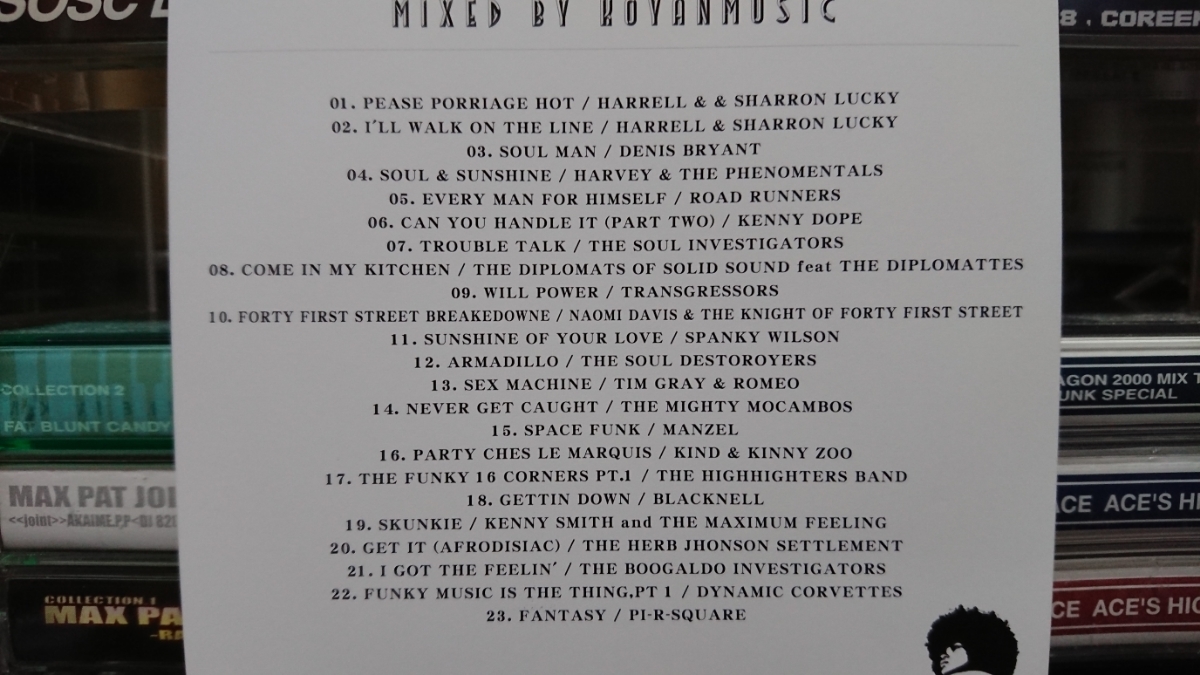 MIXED BY KOYANMUSIC
01. PEASE PORRIAGE HOT / HARRELL & & SHARRON LUCKY
02. I'LL WALK ON THE LINE / HARRELL & SHARRON LUCKY
03. SOUL MAN / DENIS BRYANT
04. SOUL & SUNSHINE / HARVEY & THE PHENOMENTALS
05. EVERY MAN FOR HIMSELF / ROAD RUNNERS
06. CAN YOU HANDLE IT (PART TWO) / KENNY DOPE
07. TROUBLE TALK / THE SOUL INVESTIGATORS
08. COME IN MY KITCHEN / THE DIPLOMATS OF SOLID SOUND feat THE DIPLOMATTES
09. WILL POWER / TRANSGRESSORS
10. FORTY FIRST STREET BREAKEDOWNE / NAOMI DAVIS & THE KNIGHT OF FORTY FIRST STREET
11. SUNSHINE OF YOUR LOVE / SPANKY WILSON
12. ARMADILLO / THE SOUL DESTOROYERS
13. SEX MACHINE / TIM GRAY & ROMEO
14. NEVER GET CAUGHT / THE MIGHTY MOCAMBOS
15. SPACE FUNK / MANZEL
16. PARTY CHES LE MARQUIS / KIND & KINNY ZOO
17. THE FUNKY 16 CORNERS PT.1 / THE HIGHHIGHTERS BAND
18. GETTIN DOWN / BLACKNELL
19. SKUNKIE / KENNY SMITH and THE MAXIMUM FEELING
20. GET IT (AFRODISIAC) / THE HERB JHONSON SETTLEMENT
21. I GOT THE FEELIN' / THE BOOGALDO INVESTIGATORS
22. FUNKY MUSIC IS THE THING,PT 1 / DYNAMIC CORVETTES
23. FANTASY / PI-R-SQUARE
COLLECTION 2
FAT BLUNT CANDY
MAX PAT JOI
<<joint>>AKAIME,P.F<DJ 821
COLLECTION 1
MAX PA
-RA
8 . COREE
AGON 2000 MIX T
UNK SPECIAL
ACE ACE'S HI
CE ACE'S HIG